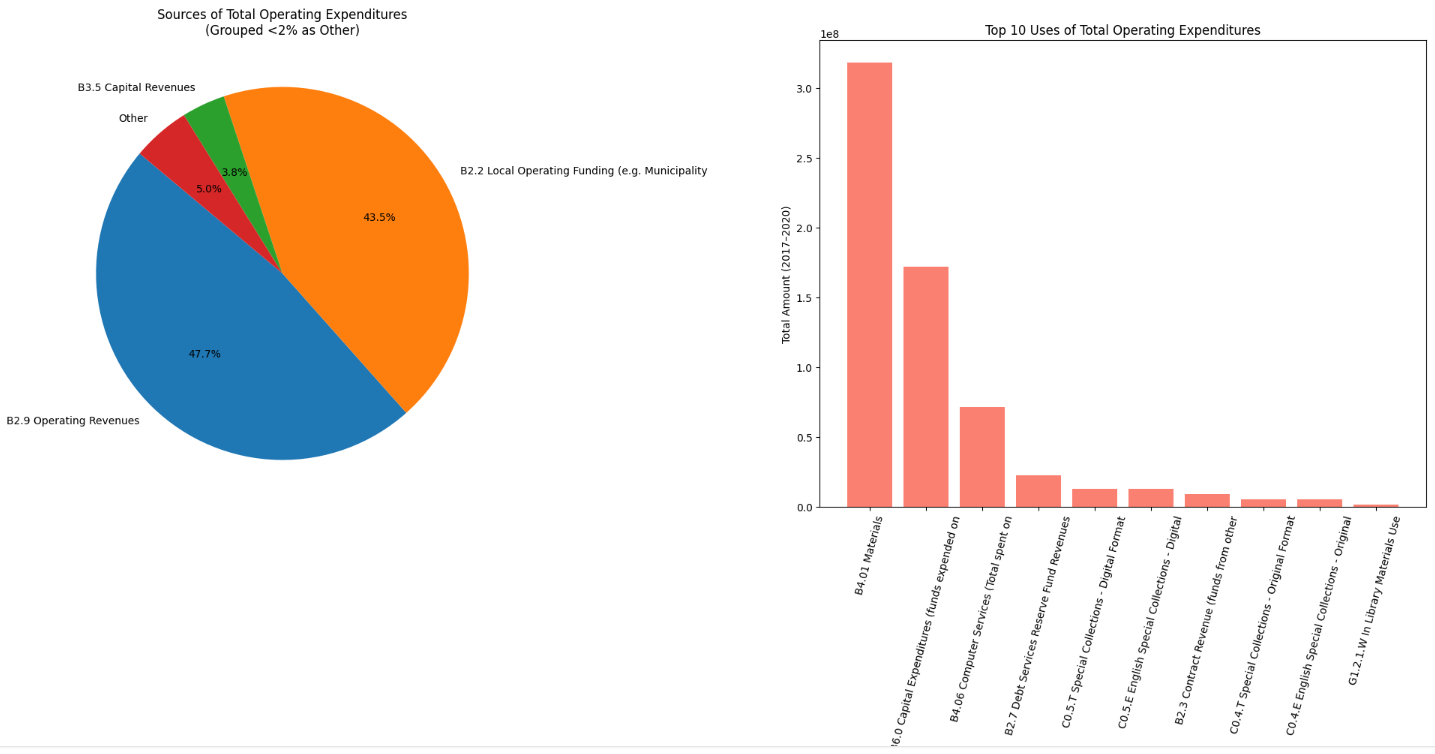 Sources of Total Operating Expenditures
(Grouped <2% as Other)
B3.5 Capital Revenues
Other
3.8%
5.0%
B2.2 Local Operating Funding (e.g. Municipality
43.5%
47.7%
B2.9 Operating Revenues
Top 10 Uses of Total Operating Expenditures
1e8
3.0
2.5
2.0
1.5
1.0
0.5
0.0
Total Amount (2017–2020)
B4.01 Materials
6.0 Capital Expenditures (funds expended on
B4.06 Computer Services (Total spent on
B2.7 Debt Services Reserve Fund Revenues
C0.5.T Special Collections - Digital Format
C0.5.E English Special Collections - Digital
B2.3 Contract Revenue (funds from other
C0.4.T Special Collections - Original Format
C0.4.E English Special Collections - Original
G1.2.1.W In Library Materials Use